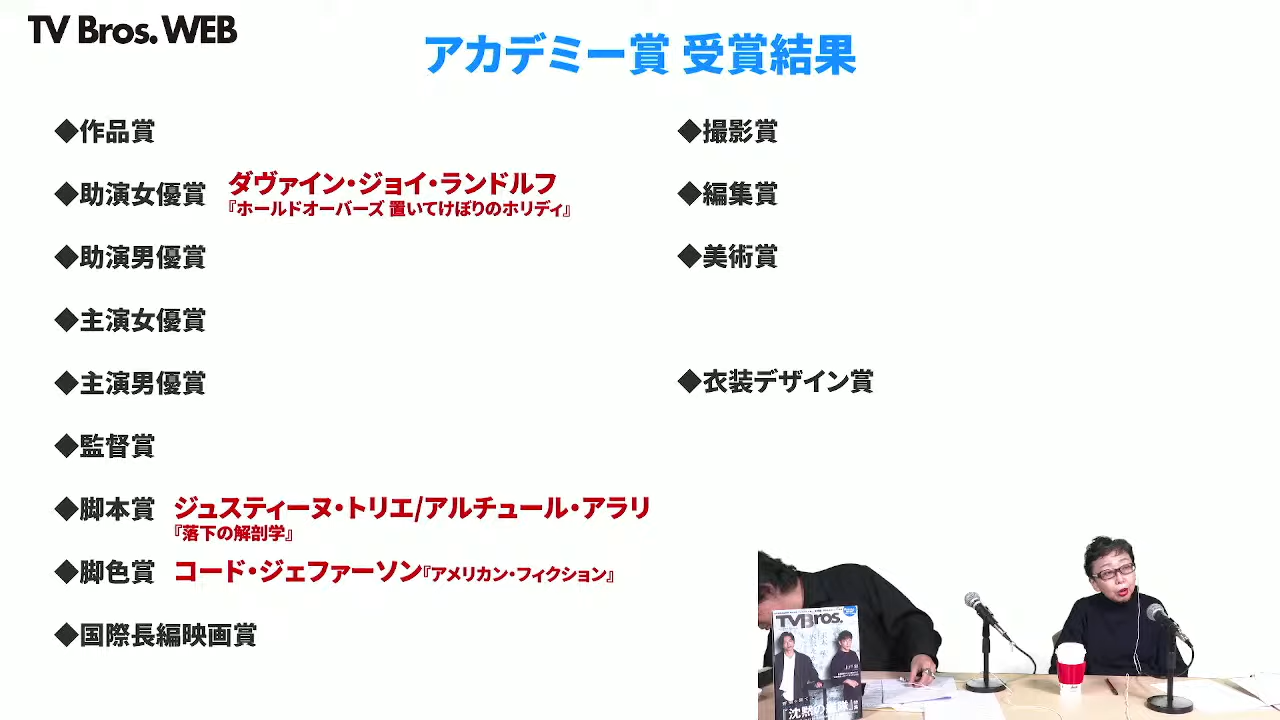 TV Bros. WEB
アカデミー賞 受賞結果
◆作品賞
◆助演女優賞 ダヴァイン・ジョイ・ランドルフ
『ホールドオーバーズ 置いてけぼりのホリディ』
◆助演男優賞
◆主演女優賞
◆主演男優賞
◆監督賞
◆脚本賞 ジュスティーヌ・トリエ/アルチュール・アラリ
『落下の解剖学』
◆脚色賞 コード・ジェファーソン『アメリカン・フィクション』
◆国際長編映画賞
◆撮影賞
◆編集賞
◆美術賞
◆衣装デザイン賞
TVBros.